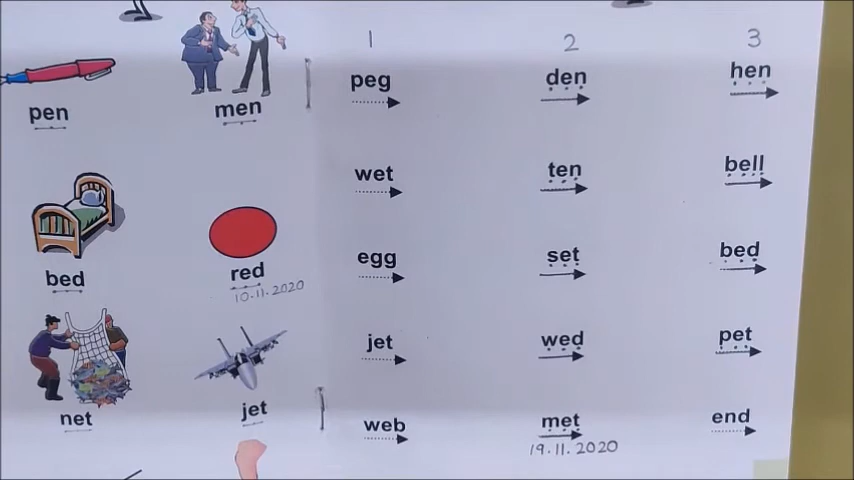 1 2 3
pen men
peg den hen
wet ten bell
bed red
10.11.2020
egg set bed
jet wed pet
net jet
web met end
19.11.2020